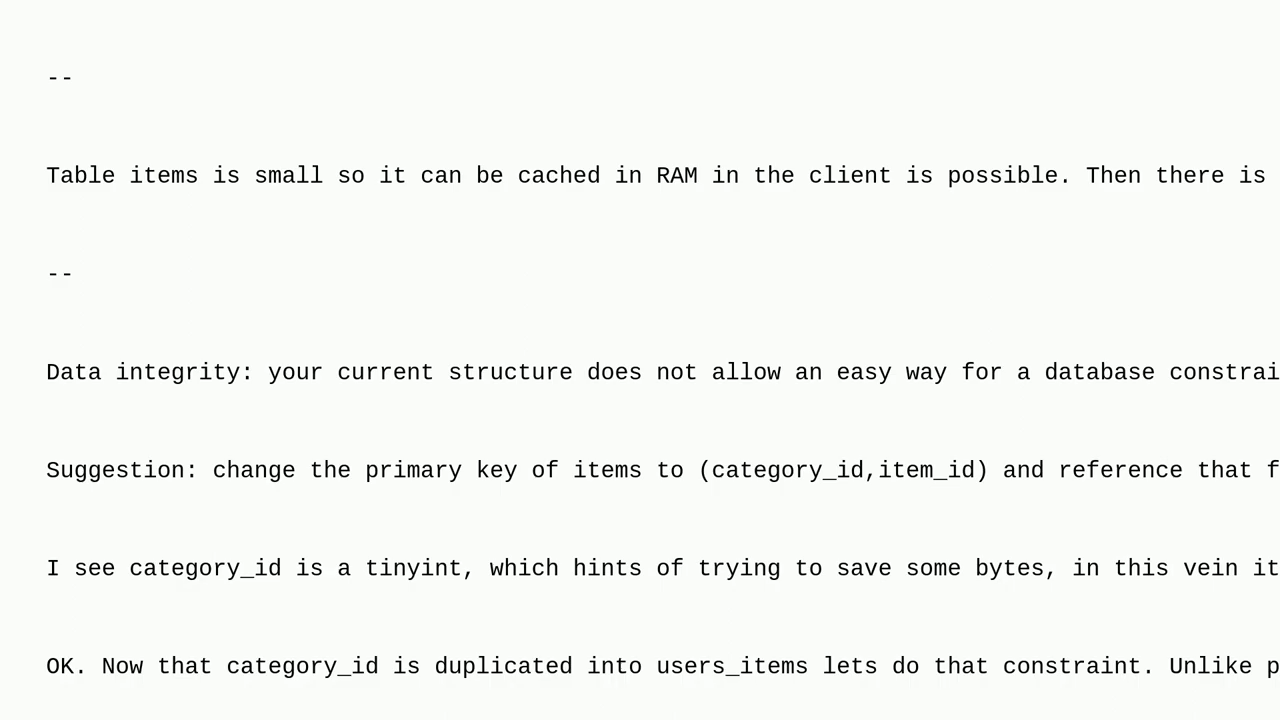 --
Table items is small so it can be cached in RAM in the client is possible. Then there is
--
Data integrity: your current structure does not allow an easy way for a database constrai
Suggestion: change the primary key of items to (category_id,item_id) and reference that f
I see category_id is a tinyint, which hints of trying to save some bytes, in this vein it
OK. Now that category_id is duplicated into users_items lets do that constraint. Unlike p